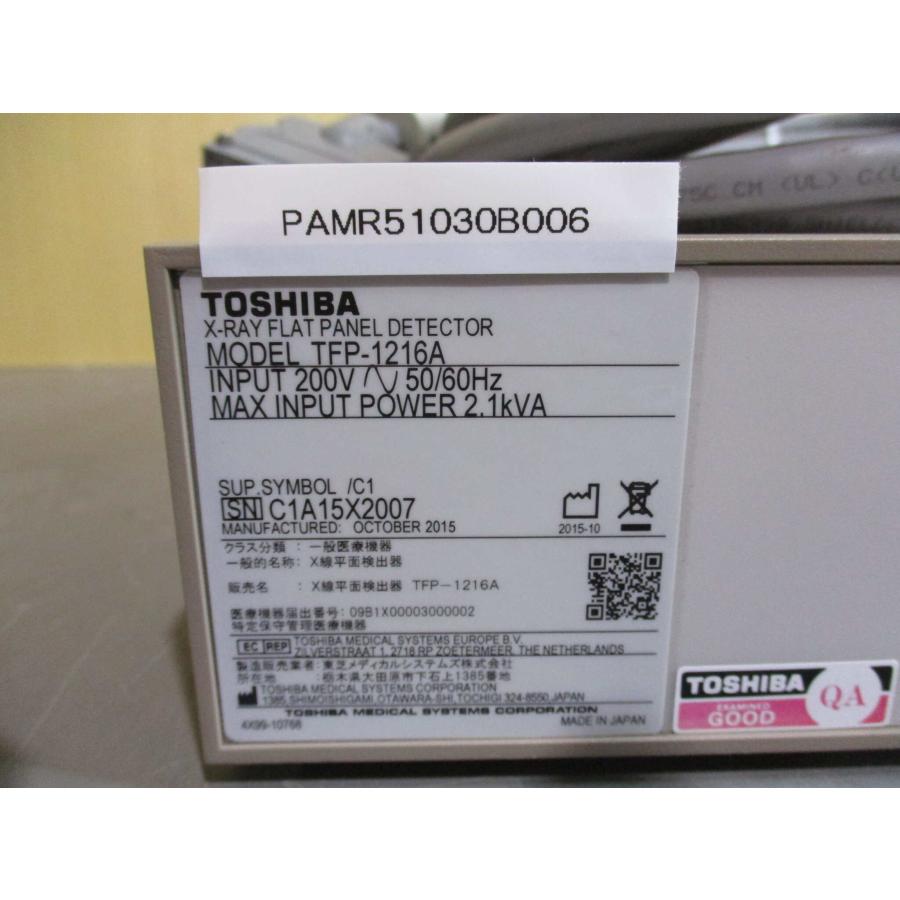 PSC CM (UL) C(U
PAMR51030B006
TOSHIBA
X-RAY FLAT PANEL DETECTOR
MODEL TFP-1216A
INPUT 200V 50/60Hz
MAX INPUT POWER 2.1kVA
SUP.SYMBOL /C1
SN C1A15X2007
MANUFACTURED: OCTOBER 2015
2015-10
クラス分類 : 一般医療機器
一般的名称: X線平面検出器
販売名 : X線平面検出器 TFP-1216A
医療機器届出番号: 09B1X00003000002
特定保守管理医療機器
EC REP TOSHIBA MEDICAL SYSTEMS EUROPE B.V.
ZILVERSTRAAT 1, 2718 RP ZOETERMEER, THE NETHERLANDS
製造販売業者: 東芝メディカルシステムズ株式会社
所在地 : 栃木県大田原市下石上1385番地
TOSHIBA MEDICAL SYSTEMS CORPORATION
1385, SHIMOISHIGAMI, OTAWARA-SHI, TOCHIGI 324-8550, JAPAN
TOSHIBA MEDICAL SYSTEMS CORPORATION
4X99-10768
MADE IN JAPAN
TOSHIBA
EXAMINED
GOOD
QA